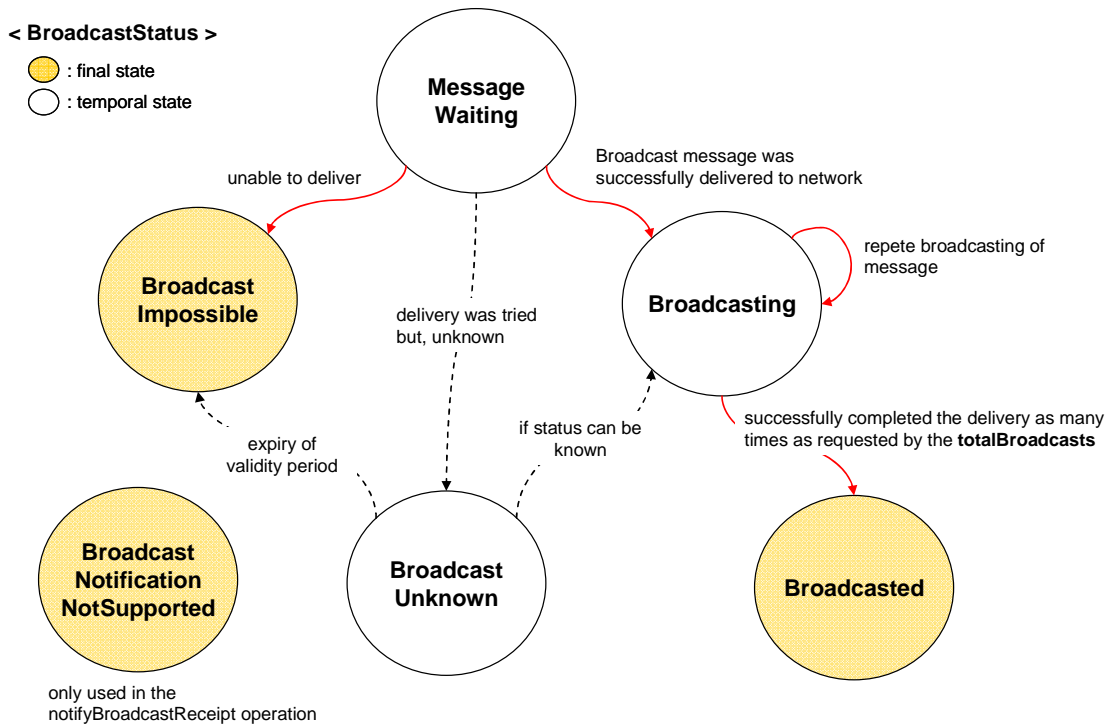 < BroadcastStatus >
: final state
: temporal state
Message
Waiting
unable to deliver
Broadcast message was
successfully delivered to network
Broadcast
Impossible
Broadcasting
repete broadcasting of
message
delivery was tried
but, unknown
expiry of
validity period
if status can be
known
successfully completed the delivery as many
times as requested by the totalBroadcasts
Broadcast
Notification
NotSupported
Broadcast
Unknown
Broadcasted
only used in the
notifyBroadcastReceipt operation